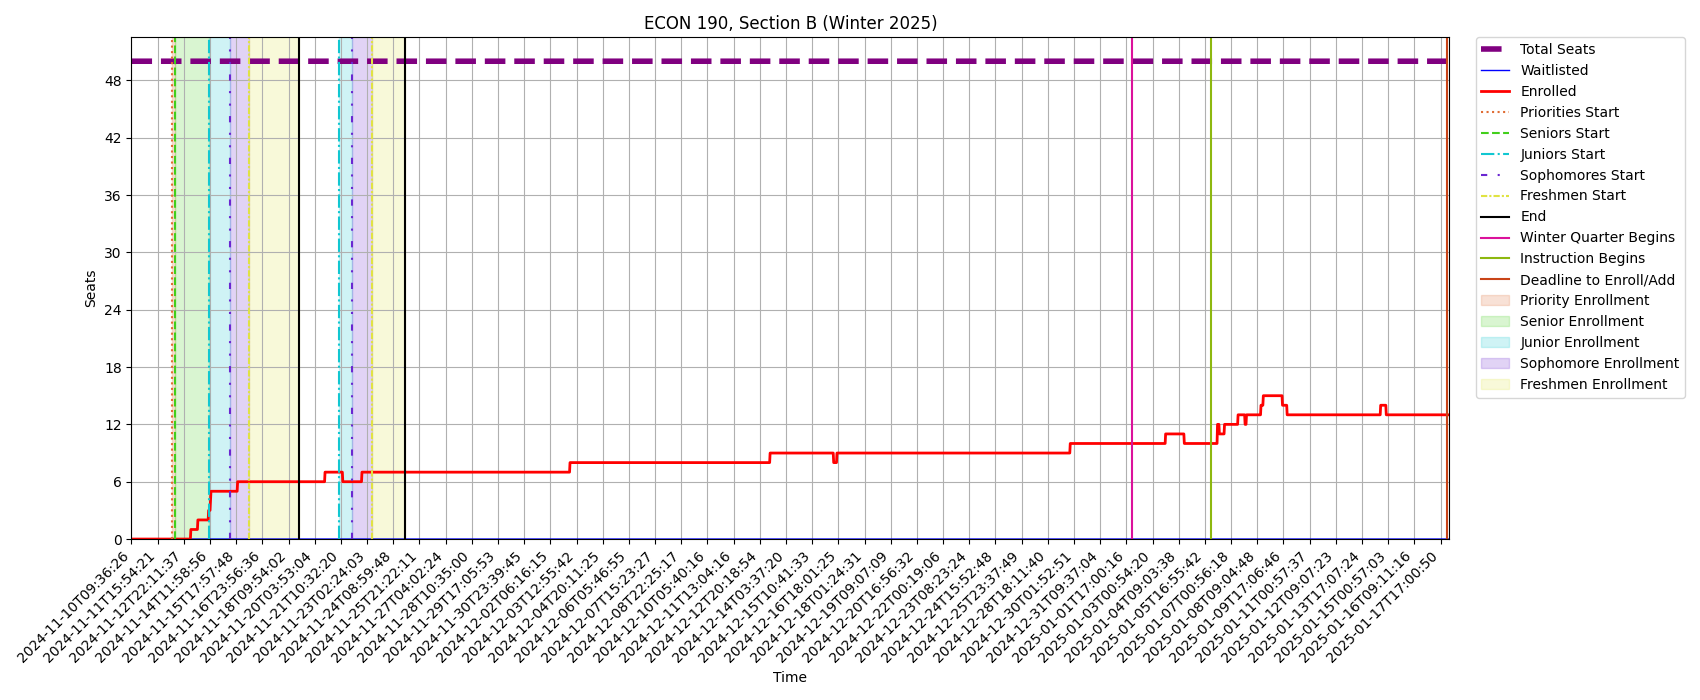 ECON 190, Section B (Winter 2025)
Seats
48
42
36
30
24
18
12
6
0
2024-11-10T09:36:26
2024-11-11T15:54:21
2024-11-12T22:11:37
2024-11-14T11:58:56
2024-11-15T17:57:48
2024-11-16T23:56:36
2024-11-18T09:54:02
2024-11-20T03:53:04
2024-11-21T10:32:20
2024-11-23T02:24:03
2024-11-24T08:59:48
2024-11-25T21:22:11
2024-11-27T04:02:24
2024-11-28T10:35:00
2024-11-29T17:05:53
2024-11-30T23:39:45
2024-12-02T06:16:15
2024-12-03T12:55:42
2024-12-04T20:11:25
2024-12-06T05:46:55
2024-12-07T15:23:27
2024-12-08T22:25:17
2024-12-10T05:40:16
2024-12-11T13:04:16
2024-12-12T20:18:54
2024-12-14T03:37:20
2024-12-15T10:41:33
2024-12-18T01:24:31
2024-12-19T09:07:09
2024-12-20T16:56:32
2024-12-22T00:19:06
2024-12-23T08:23:24
2024-12-24T15:52:48
2024-12-25T23:37:49
2024-12-28T18:11:40
2024-12-30T01:52:51
2024-12-31T09:37:04
2025-01-01T17:00:16
2025-01-03T00:54:20
2025-01-04T09:03:38
2025-01-05T16:55:42
2025-01-07T00:56:18
2025-01-08T09:04:48
2025-01-09T17:06:46
2025-01-11T00:57:37
2025-01-12T09:07:23
2025-01-13T17:07:24
2025-01-15T00:57:03
2025-01-16T09:11:16
2025-01-17T17:00:50
Time
Total Seats
Waitlisted
Enrolled
Priorities Start
Seniors Start
Juniors Start
Sophomores Start
Freshmen Start
End
Winter Quarter Begins
Instruction Begins
Deadline to Enroll/Add
Priority Enrollment
Senior Enrollment
Junior Enrollment
Sophomore Enrollment
Freshmen Enrollment